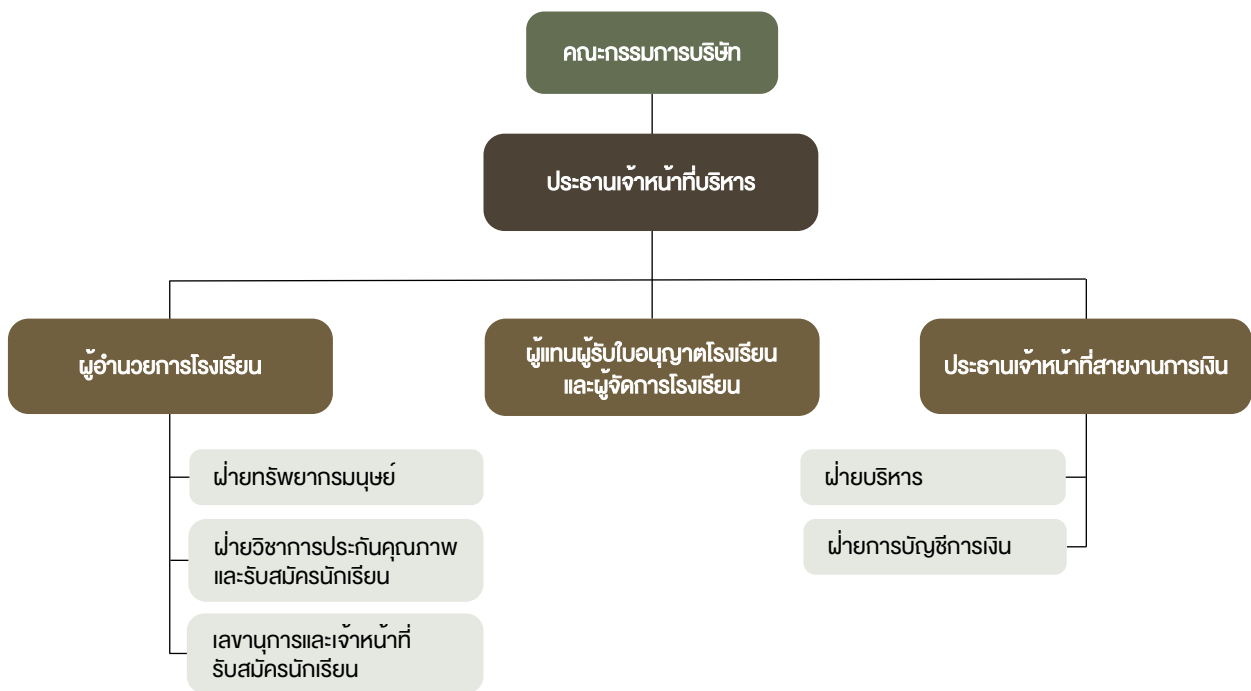 คณะกรรมการบริษัท
ประธานเจ้าหน้าที่บริหาร
ผู้อำนวยการโรงเรียน
ผู้แทนผู้รับใบอนุญาตโรงเรียน
และผู้จัดการโรงเรียน
ประธานเจ้าหน้าที่สายงานการเงิน
ฝ่ายทรัพยากรมนุษย์
ฝ่ายวิชาการประกันคุณภาพ
และรับสมัครนักเรียน
เลขานุการและเจ้าหน้าที่
รับสมัครนักเรียน
ฝ่ายบริหาร
ฝ่ายการบัญชีการเงิน